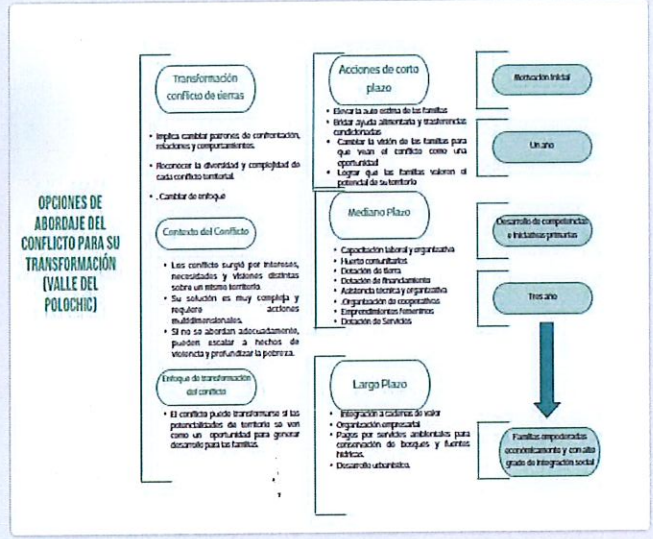 OPCIONES DE
ABORDAJE DEL
CONFLICTO PARA SU
TRANSFORMACIÓN
(VALLE DEL
POLOCHIC)
Transformación
conflicto de tierras
• Implica cambiar patrones de confrontación,
relaciones y comportamientos.
• Reconocer la diversidad y complejidad de
cada conflicto territorial.
• . Cambiar de enfoque
Contexto del Conflicto
• Los conflicto surgió por intereses,
necesidades y visiones distintas
sobre un mismo territorio.
• Su solución es muy compleja y
requiere acciones
multidimensionales.
• Si no se abordan adecuadamente,
pueden escalar a hechos de
violencia y profundizar la pobreza.
Enfoque de transformación
del conflicto
• El conflicto puede transformarse si las
potencialidades de territorio se ven
como un oportunidad para generar
desarrollo para las familias.
Acciones de corto
plazo
• Elevar la auto estima de las familias
• Bridar ayuda alimentaria y trasferencias
condicionadas
• Cambiar la visión de las familias para
que vean el conflicto como una
oportunidad
• Lograr que las familias valoren el
potencial de su territorio
Mediano Plazo
• Capacitación laboral y organizativa
• Huerto comunitarios
• Dotación de tierra
• Dotación de financiamiento
• Asistencia técnica y organizativa
• .Organización de cooperativas
• Emprendimientos femeninos
• Dotación de Servicios
Largo Plazo
• Integración a cadenas de valor
• Organización empresarial
• Pagos por servicios ambientales para
conservación de bosques y fuentes
hídricas.
• Desarrollo urbanístico.
Motivación Inicial
Un año
Desarrollo de competencias
e iniciativas primarias
Tres año
Familias empoderadas
económicamente y con alto
grado de integración social